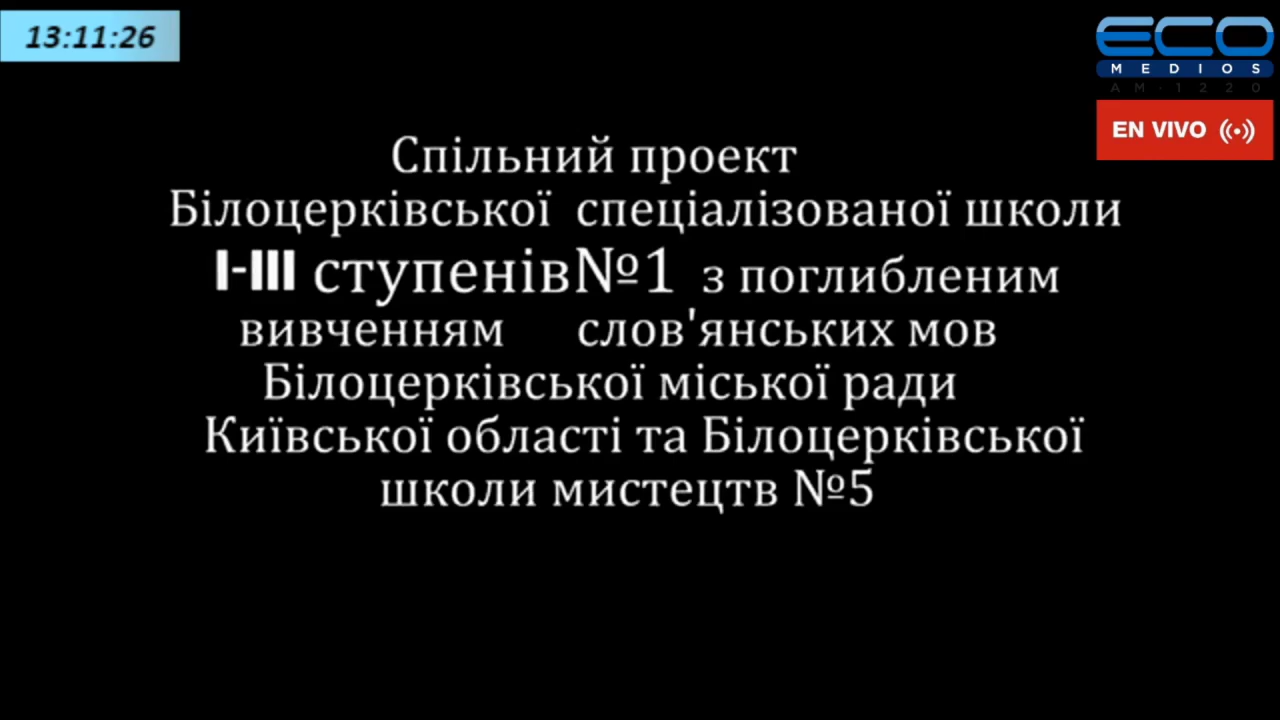 13:11:26
ECO
MEDIOS
AM · 1220
EN VIVO
Спільний проект
Білоцерківської спеціалізованої школи
І-ІІІ ступенів№1 з поглибленим
вивченням слов'янських мов
Білоцерківської міської ради
Київської області та Білоцерківської
школи мистецтв №5